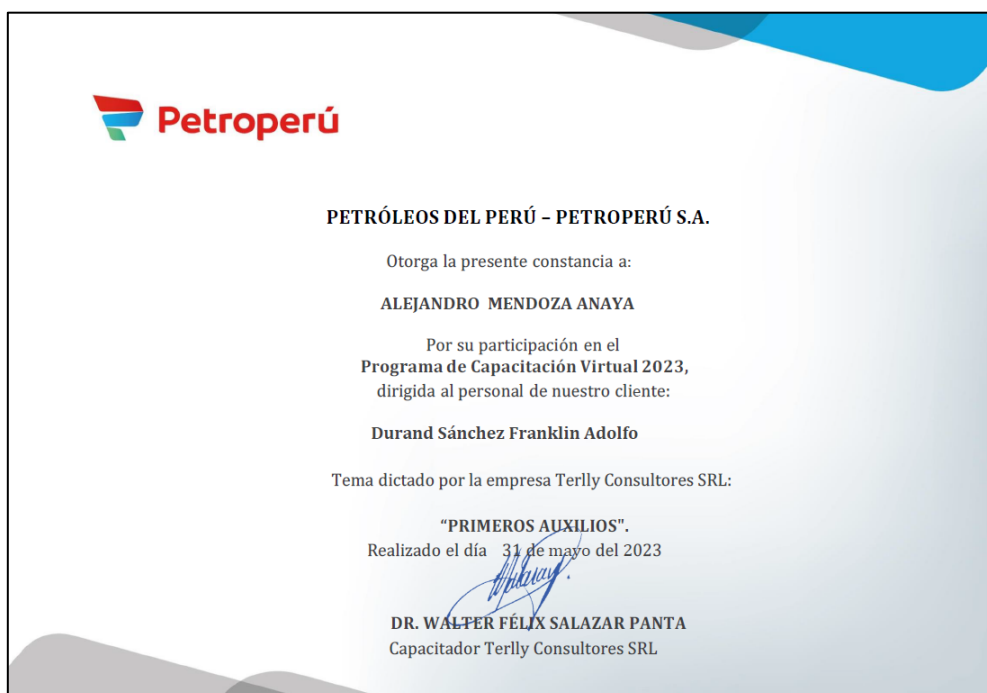 Petroperú
PETRÓLEOS DEL PERÚ – PETROPERÚ S.A.
Otorga la presente constancia a:
ALEJANDRO MENDOZA ANAYA
Por su participación en el
Programa de Capacitación Virtual 2023,
dirigida al personal de nuestro cliente:
Durand Sánchez Franklin Adolfo
Tema dictado por la empresa Terlly Consultores SRL:
“PRIMEROS AUXILIOS".
Realizado el día 31 de mayo del 2023
DR. WALTER FÉLIX SALAZAR PANTA
Capacitador Terlly Consultores SRL